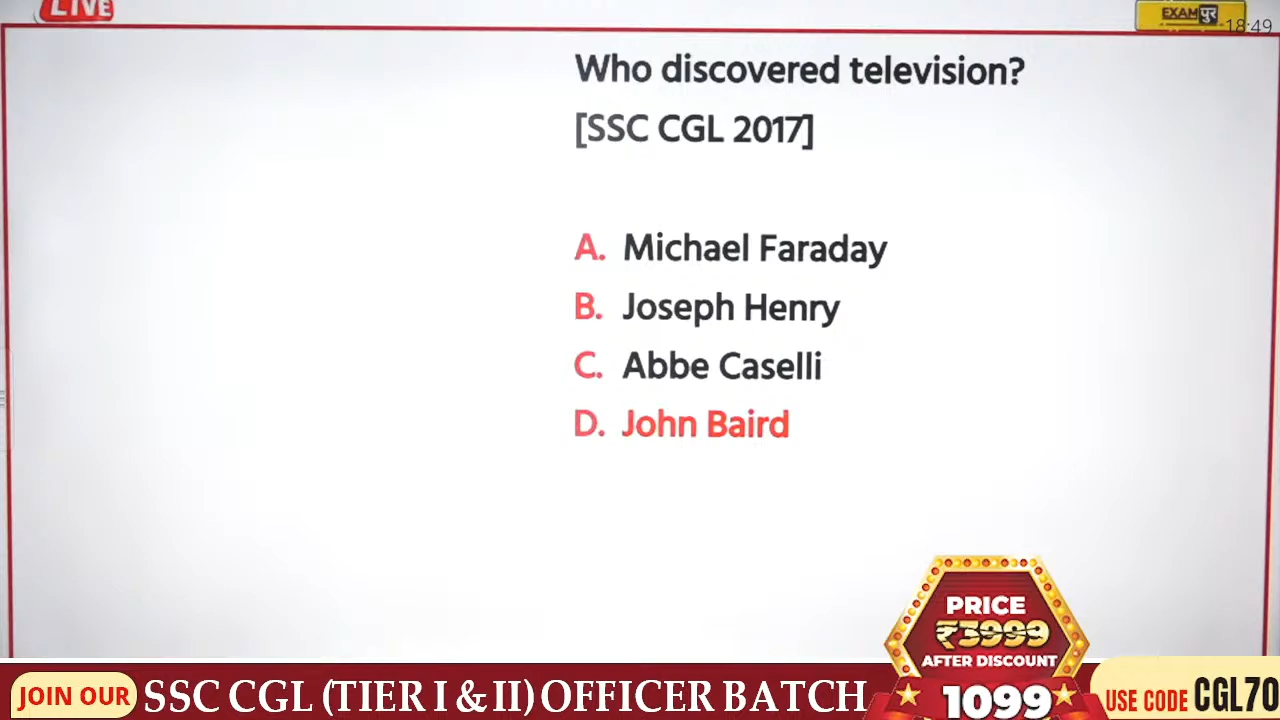 LIVE
EXAM पुर
18:49
Who discovered television?
[SSC CGL 2017]
A. Michael Faraday
B. Joseph Henry
C. Abbe Caselli
D. John Baird
PRICE
₹3999
AFTER DISCOUNT
1099
JOIN OUR SSC CGL (TIER I & II) OFFICER BATCH
USE CODE CGL70